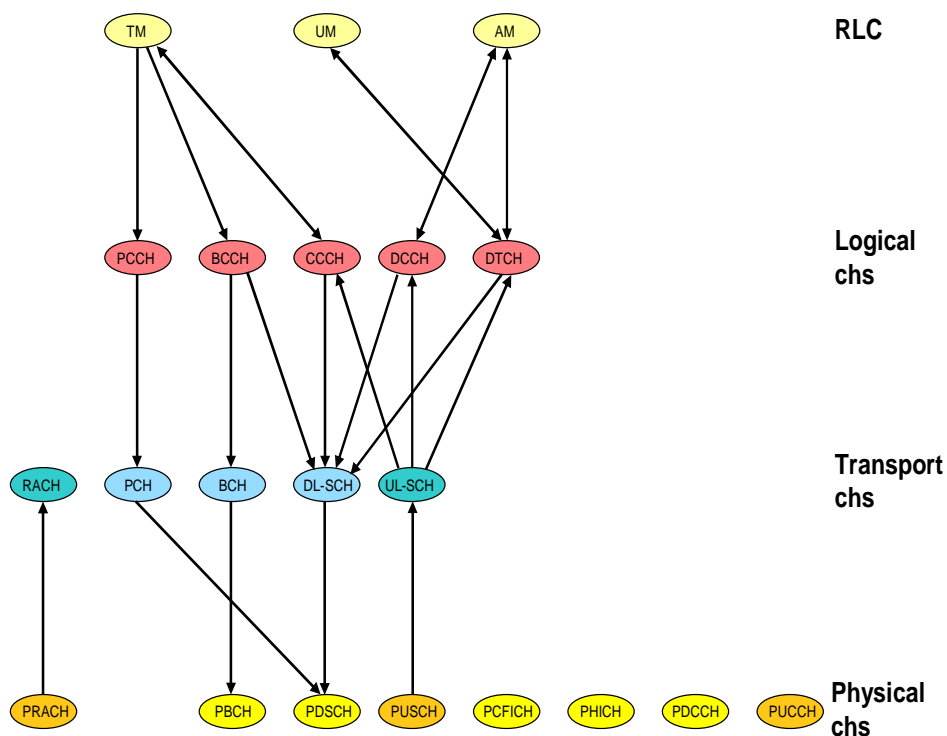 TM UM AM RLC
PCCH BCCH CCCH DCCH DTCH Logical
chs
RACH PCH BCH DL-SCH UL-SCH Transport
chs
PRACH PBCH PDSCH PUSCH PCFICH PHICH PDCCH PUCCH Physical
chs